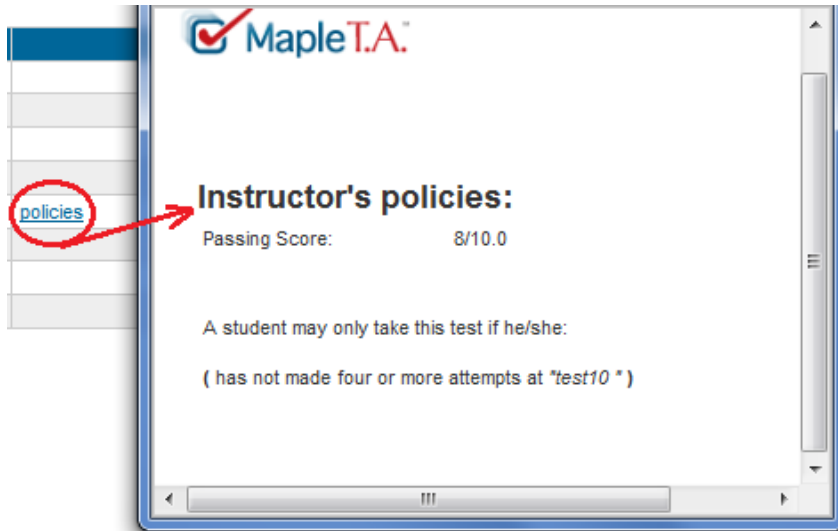 MapleT.A.™
Instructor's policies:
policies
Passing Score: 8/10.0
A student may only take this test if he/she:
( has not made four or more attempts at "test10 " )